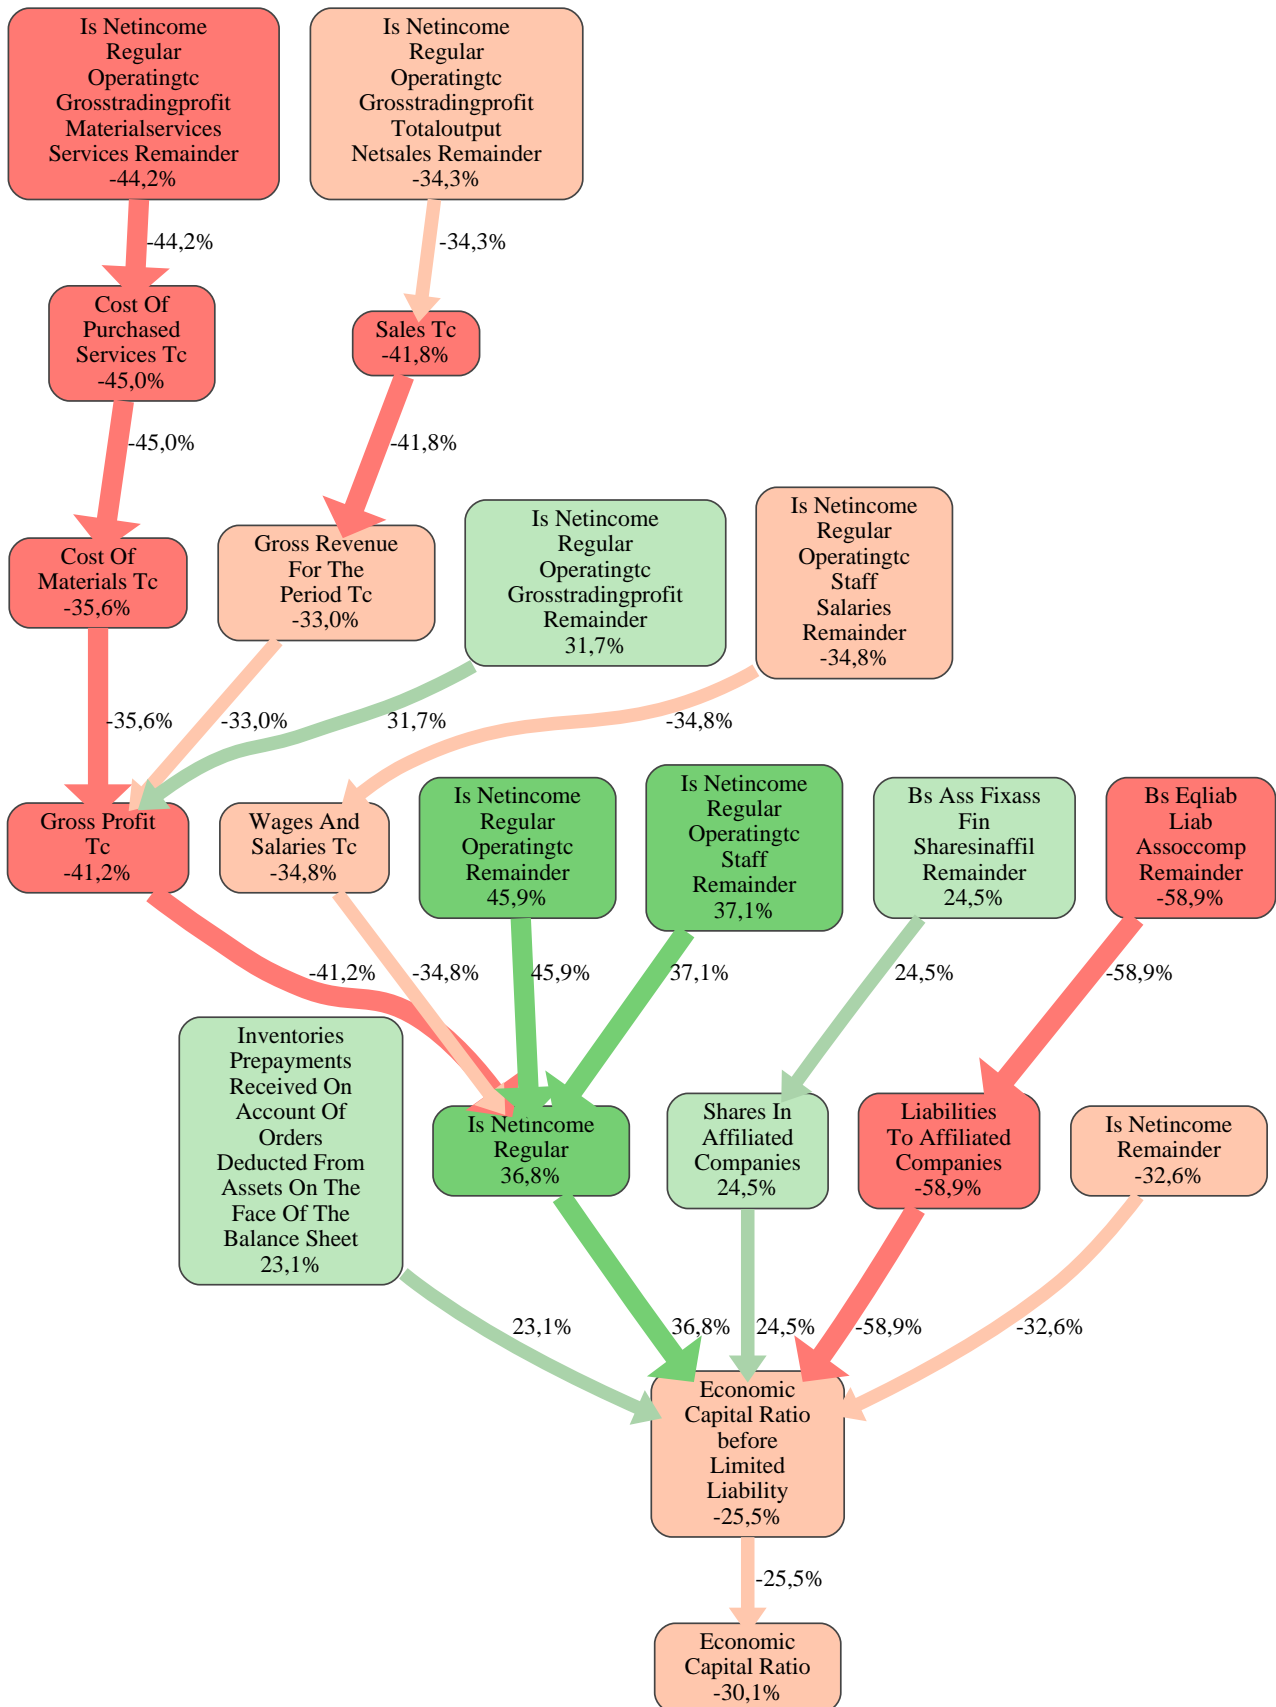 Is Netincome
Regular
Operatingtc
Grosstradingprofit
Materialservices
Services Remainder
-44,2%
Is Netincome
Regular
Operatingtc
Grosstradingprofit
Totaloutput
Netsales Remainder
-34,3%
-44,2%
-34,3%
Cost Of
Purchased
Services Tc
-45,0%
Sales Tc
-41,8%
-45,0%
-41,8%
Cost Of
Materials Tc
-35,6%
Gross Revenue
For The
Period Tc
-33,0%
Is Netincome
Regular
Operatingtc
Grosstradingprofit
Remainder
31,7%
Is Netincome
Regular
Operatingtc
Staff
Salaries
Remainder
-34,8%
-35,6%
-33,0%
31,7%
-34,8%
Gross Profit
Tc
-41,2%
Wages And
Salaries Tc
-34,8%
Is Netincome
Regular
Operatingtc
Remainder
45,9%
Is Netincome
Regular
Operatingtc
Staff
Remainder
37,1%
Bs Ass Fixass
Fin
Sharesinaffil
Remainder
24,5%
Bs Eqliab
Liab
Assoccomp
Remainder
-58,9%
-41,2%
-34,8%
45,9%
37,1%
24,5%
-58,9%
Inventories
Prepayments
Received On
Account Of
Orders
Deducted From
Assets On The
Face Of The
Balance Sheet
23,1%
Is Netincome
Regular
36,8%
Shares In
Affiliated
Companies
24,5%
Liabilities
To Affiliated
Companies
-58,9%
Is Netincome
Remainder
-32,6%
23,1%
36,8%
24,5%
-58,9%
-32,6%
Economic
Capital Ratio
before
Limited
Liability
-25,5%
-25,5%
Economic
Capital Ratio
-30,1%